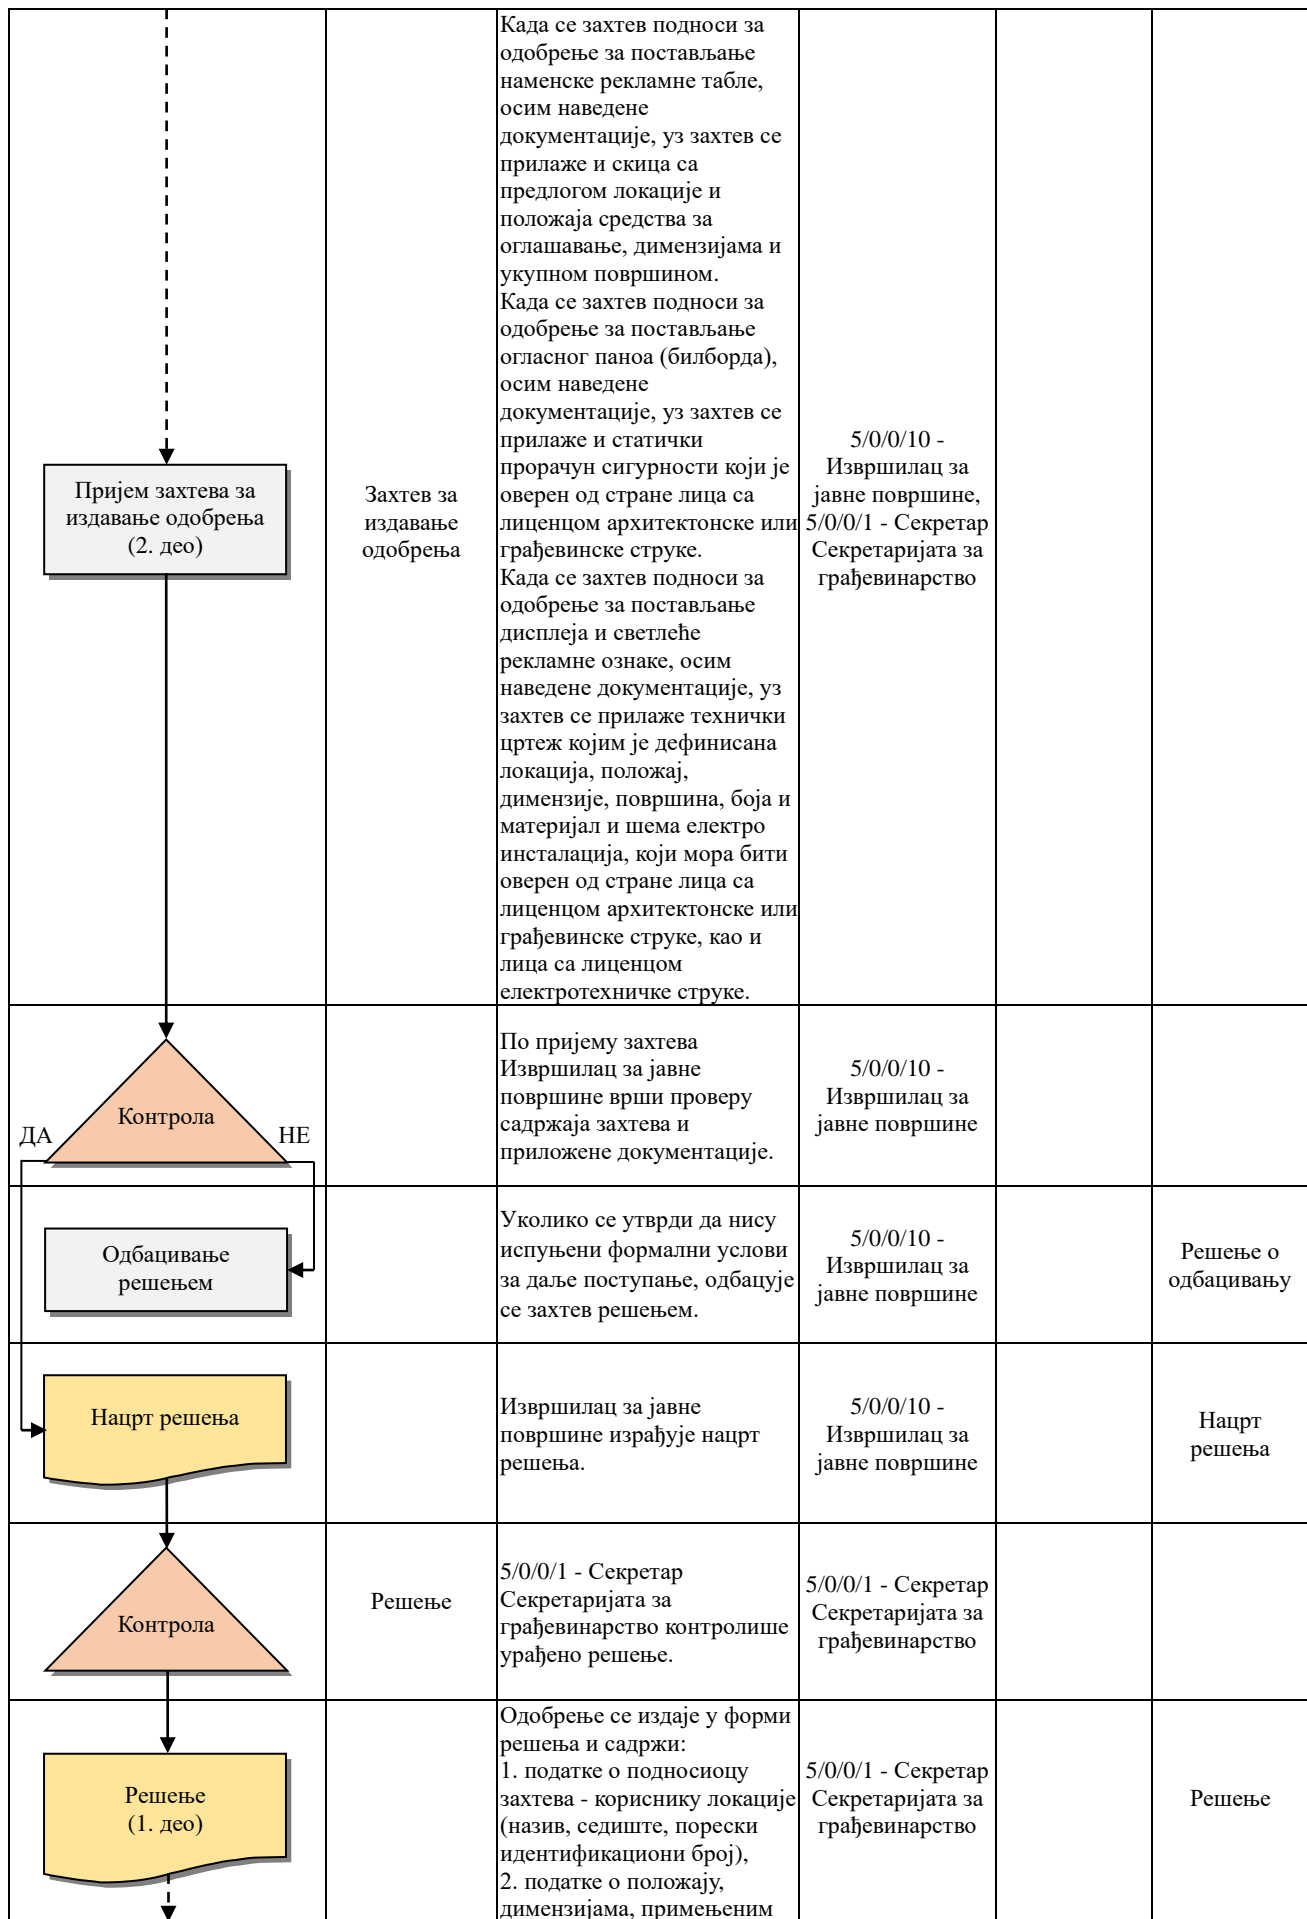 Пријем захтева за
издавање одобрења
(2. део)
Захтев за
издавање
одобрења
Када се захтев подноси за
одобрење за постављање
наменске рекламне табле,
осим наведене
документације, уз захтев се
прилаже и скица са
предлогом локације и
положаја средства за
оглашавање, димензијама и
укупном површином.
Када се захтев подноси за
одобрење за постављање
огласног паноа (билборда),
осим наведене
документације, уз захтев се
прилаже и статички
прорачун сигурности који је
оверен од стране лица са
лиценцом архитектонске или
грађевинске струке.
Када се захтев подноси за
одобрење за постављање
дисплеја и светлеће
рекламне ознаке, осим
наведене документације, уз
захтев се прилаже технички
цртеж којим је дефинисана
локација, положај,
димензије, површина, боја и
материјал и шема електро
инсталација, који мора бити
оверен од стране лица са
лиценцом архитектонске или
грађевинске струке, као и
лица са лиценцом
електротехничке струке.
5/0/0/10 -
Извршилац за
јавне површине,
5/0/0/1 - Секретар
Секретаријата за
грађевинарство
Контрола
ДА
НЕ
По пријему захтева
Извршилац за јавне
површине врши проверу
садржаја захтева и
приложене документације.
5/0/0/10 -
Извршилац за
јавне површине
Одбацивање
решењем
Уколико се утврди да нису
испуњени формални услови
за даље поступање, одбацује
се захтев решењем.
5/0/0/10 -
Извршилац за
јавне површине
Решење о
одбацивању
Нацрт решења
Извршилац за јавне
површине израђује нацрт
решења.
5/0/0/10 -
Извршилац за
јавне површине
Нацрт
решења
Контрола
Решење
5/0/0/1 - Секретар
Секретаријата за
грађевинарство контролише
урађено решење.
5/0/0/1 - Секретар
Секретаријата за
грађевинарство
Решење
(1. део)
Одобрење се издаје у форми
решења и садржи:
1. податке о подносиоцу
захтева - кориснику локације
(назив, седиште, порески
идентификациони број),
2. податке о положају,
димензијама, примењеним
5/0/0/1 - Секретар
Секретаријата за
грађевинарство
Решење